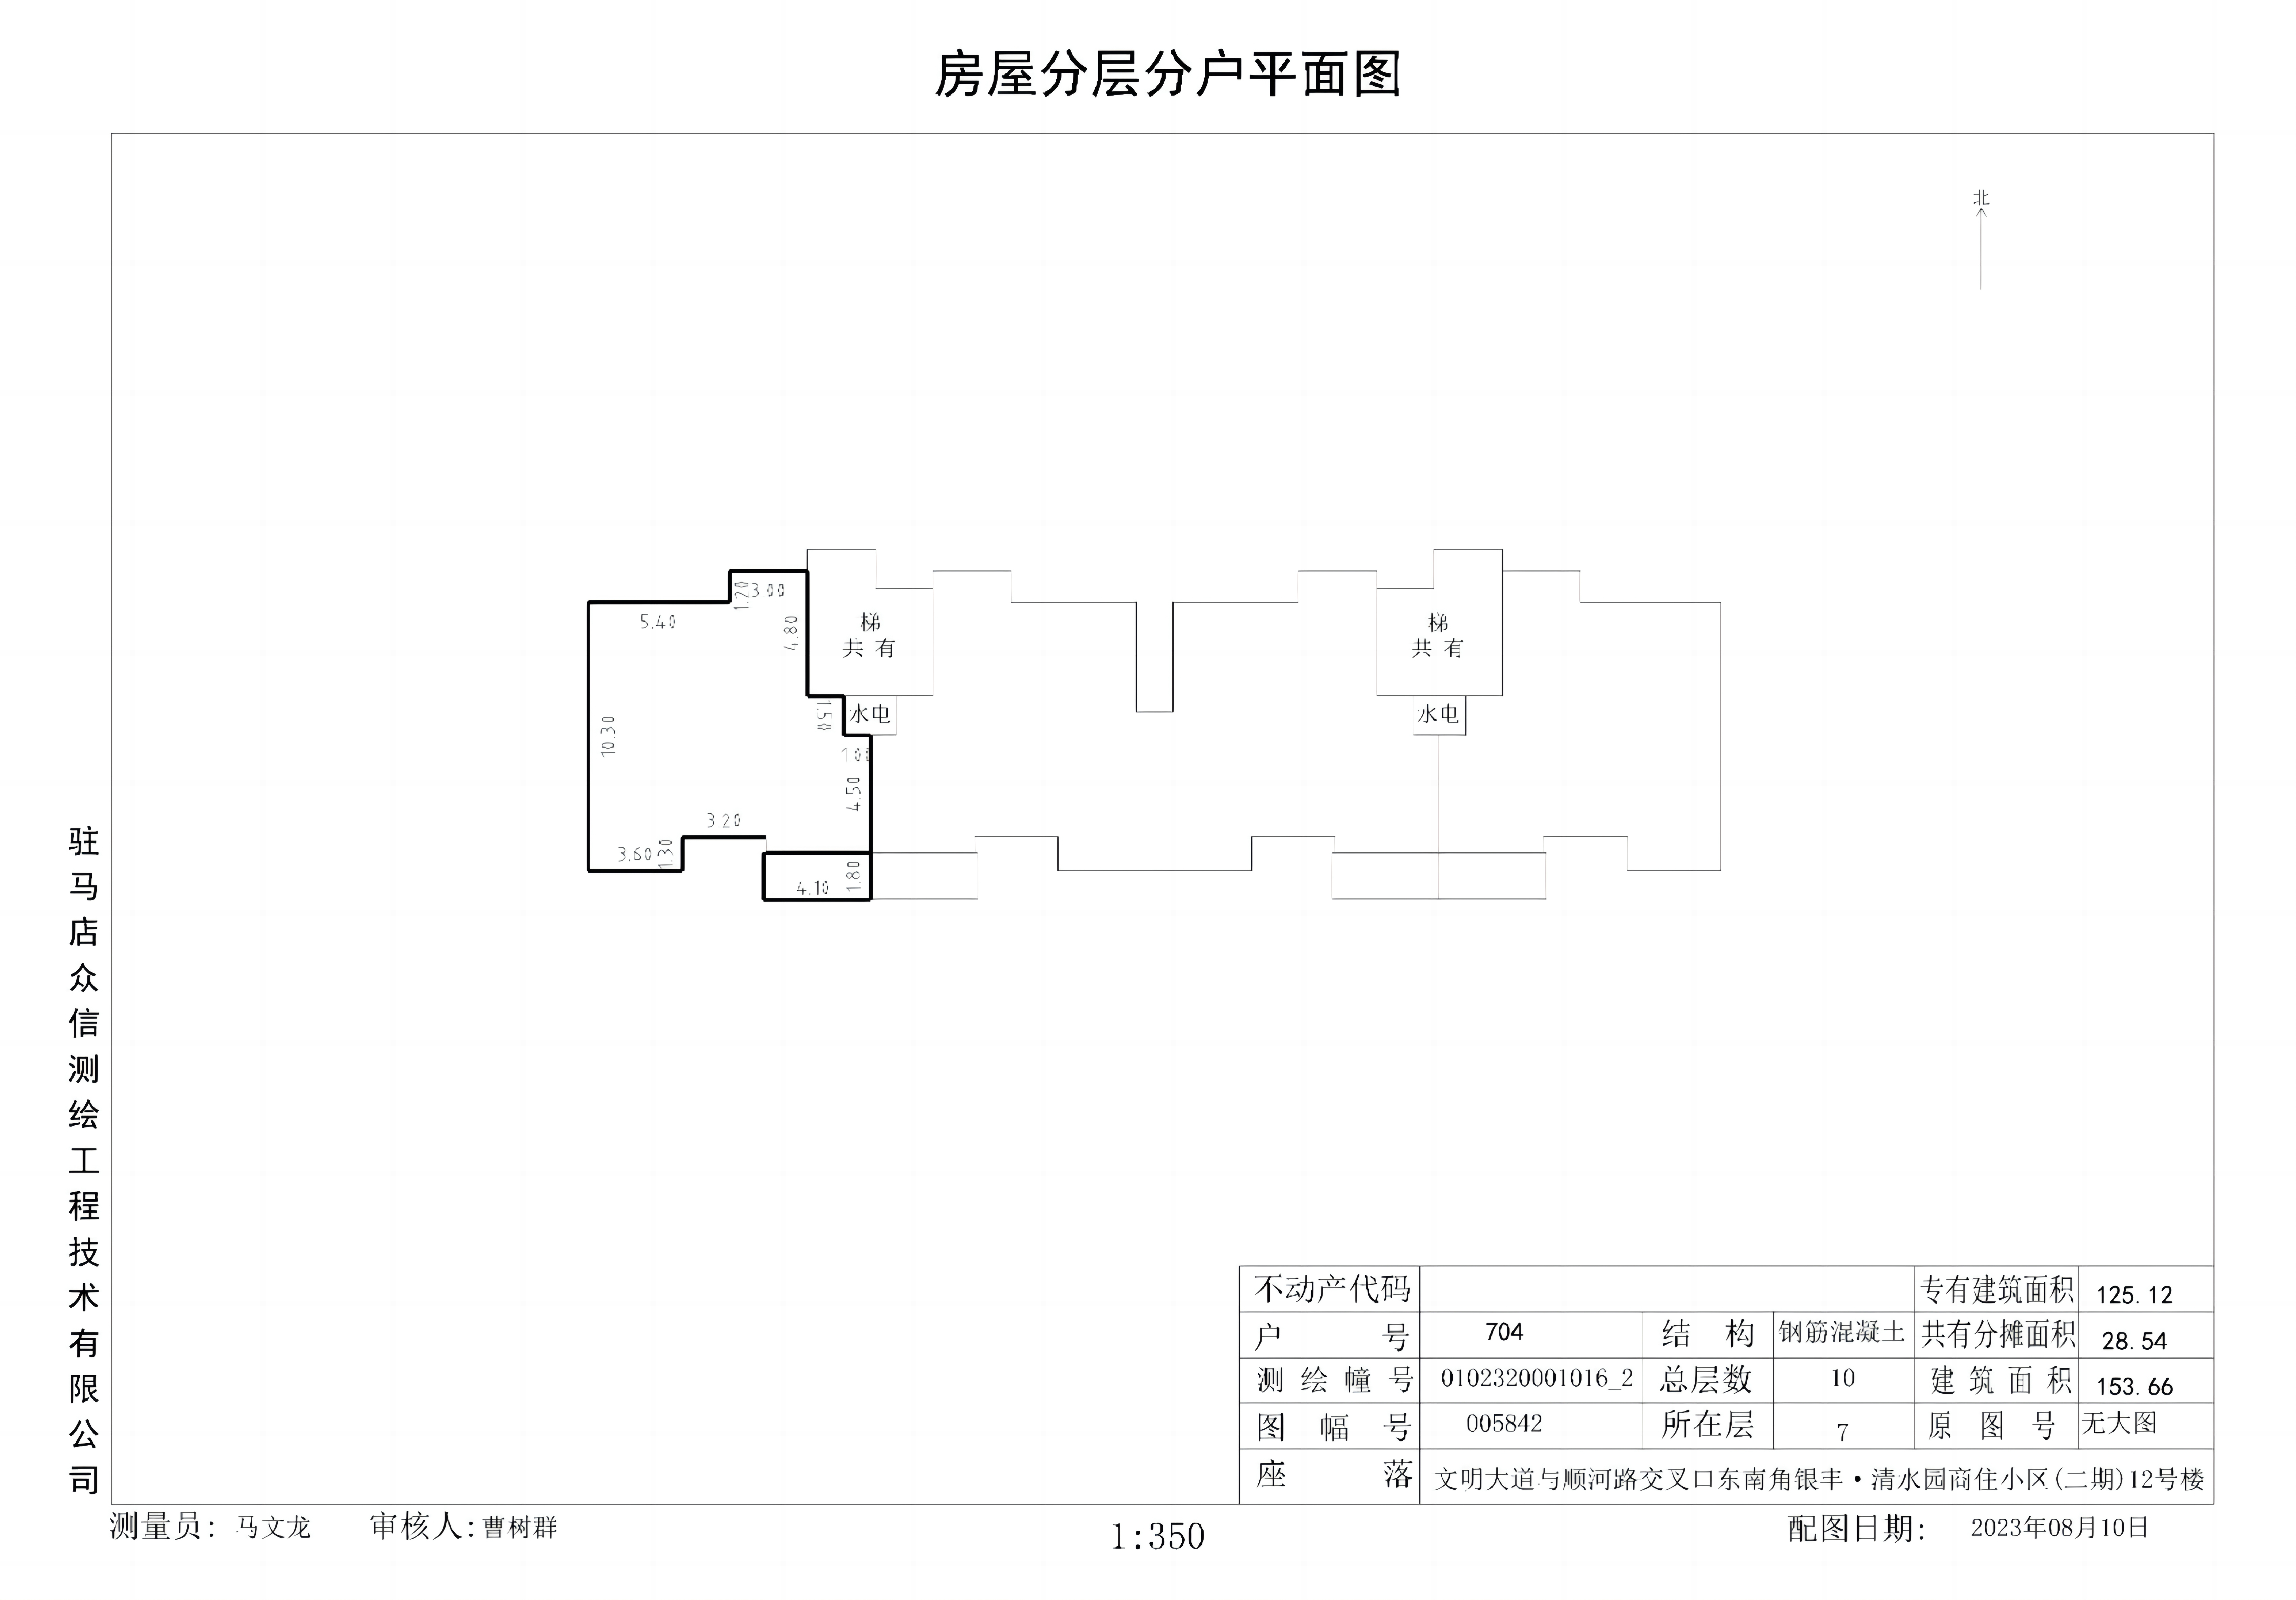 房屋分层分户平面图
北
1.20
3.00
5.40
4.80
梯
共有
梯
共有
1.50
水电
水电
10.30
1.00
4.50
3.20
3.60
1.30
4.10
1.80
驻马店众信测绘工程技术有限公司
不动产代码 专有建筑面积 125.12
户号 704 结构 钢筋混凝土 共有分摊面积 28.54
测绘幢号 0102320001016_2 总层数 10 建筑面积 153.66
图幅号 005842 所在层 7 原图号 无大图
座落 文明大道与顺河路交叉口东南角银丰·清水园商住小区(二期)12号楼
测量员: 马文龙 审核人: 曹树群 1:350 配图日期: 2023年08月10日